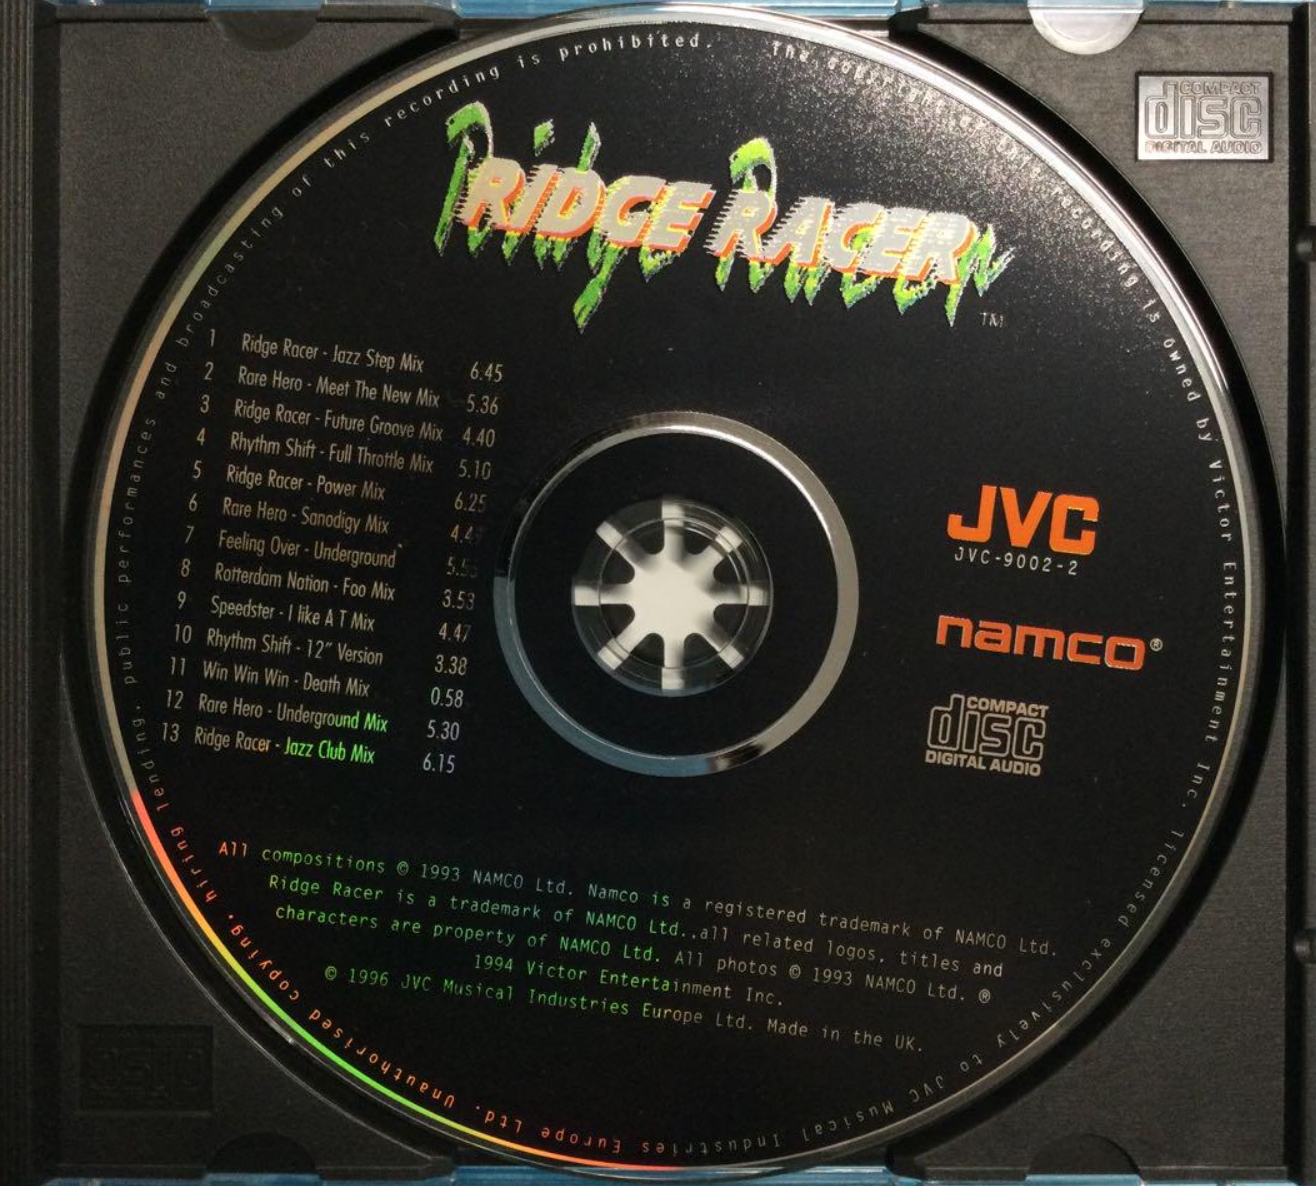 COMPACT
disc
DIGITAL AUDIO
RIDGE RACER
Ridge Racer
TM
1 Ridge Racer - Jazz Step Mix 6.45
2 Rare Hero - Meet The New Mix 5.36
3 Ridge Racer - Future Groove Mix 4.40
4 Rhythm Shift - Full Throttle Mix 5.10
5 Ridge Racer - Power Mix 6.25
6 Rare Hero - Sanodigy Mix
7 Feeling Over - Underground
8 Rotterdam Nation - Foo Mix 3.53
9 Speedster - I like A T Mix 4.47
10 Rhythm Shift - 12" Version 3.38
11 Win Win Win - Death Mix 0.58
12 Rare Hero - Underground Mix 5.30
13 Ridge Racer - Jazz Club Mix 6.15
JVC
JVC-9002-2
namco®
COMPACT
disc
DIGITAL AUDIO
All compositions © 1993 NAMCO Ltd. Namco is a registered trademark of NAMCO Ltd.
Ridge Racer is a trademark of NAMCO Ltd..all related logos, titles and
characters are property of NAMCO Ltd. All photos © 1993 NAMCO Ltd. ®
1994 Victor Entertainment Inc.
© 1996 JVC Musical Industries Europe Ltd. Made in the UK.
The recording is owned by Victor Entertainment Inc. licensed exclusively to JVC Musical Industries Europe Ltd. Unauthorised copying, hiring lending, public performances and broadcasting of this recording is prohibited.